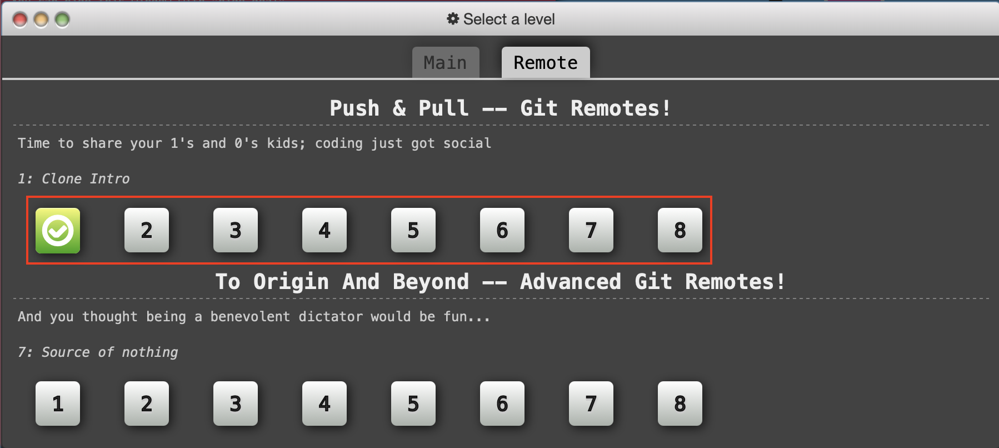 Select a level
Main
Remote
Push & Pull -- Git Remotes!
Time to share your 1's and 0's kids; coding just got social
1: Clone Intro
2 3 4 5 6 7 8
To Origin And Beyond -- Advanced Git Remotes!
And you thought being a benevolent dictator would be fun...
7: Source of nothing
1 2 3 4 5 6 7 8